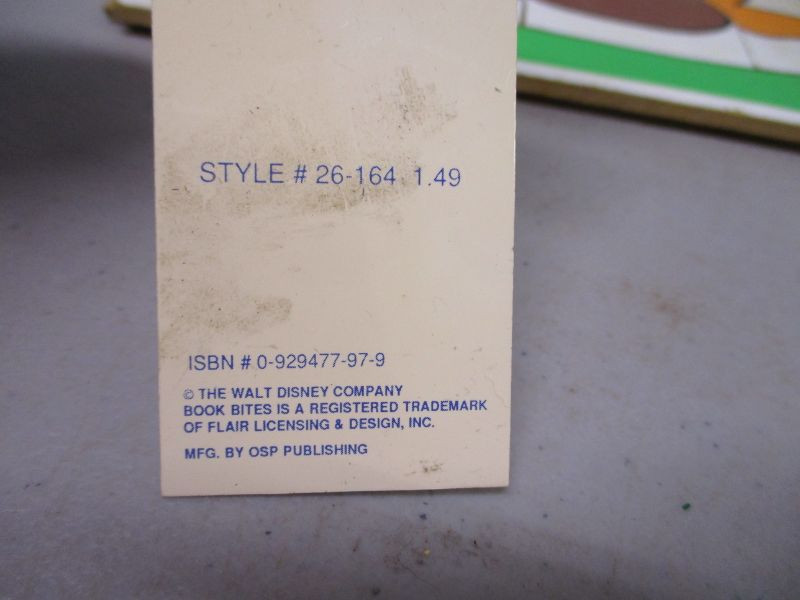 STYLE # 26-164 1.49
ISBN # 0-929477-97-9
© THE WALT DISNEY COMPANY
BOOK BITES IS A REGISTERED TRADEMARK
OF FLAIR LICENSING & DESIGN, INC.
MFG. BY OSP PUBLISHING